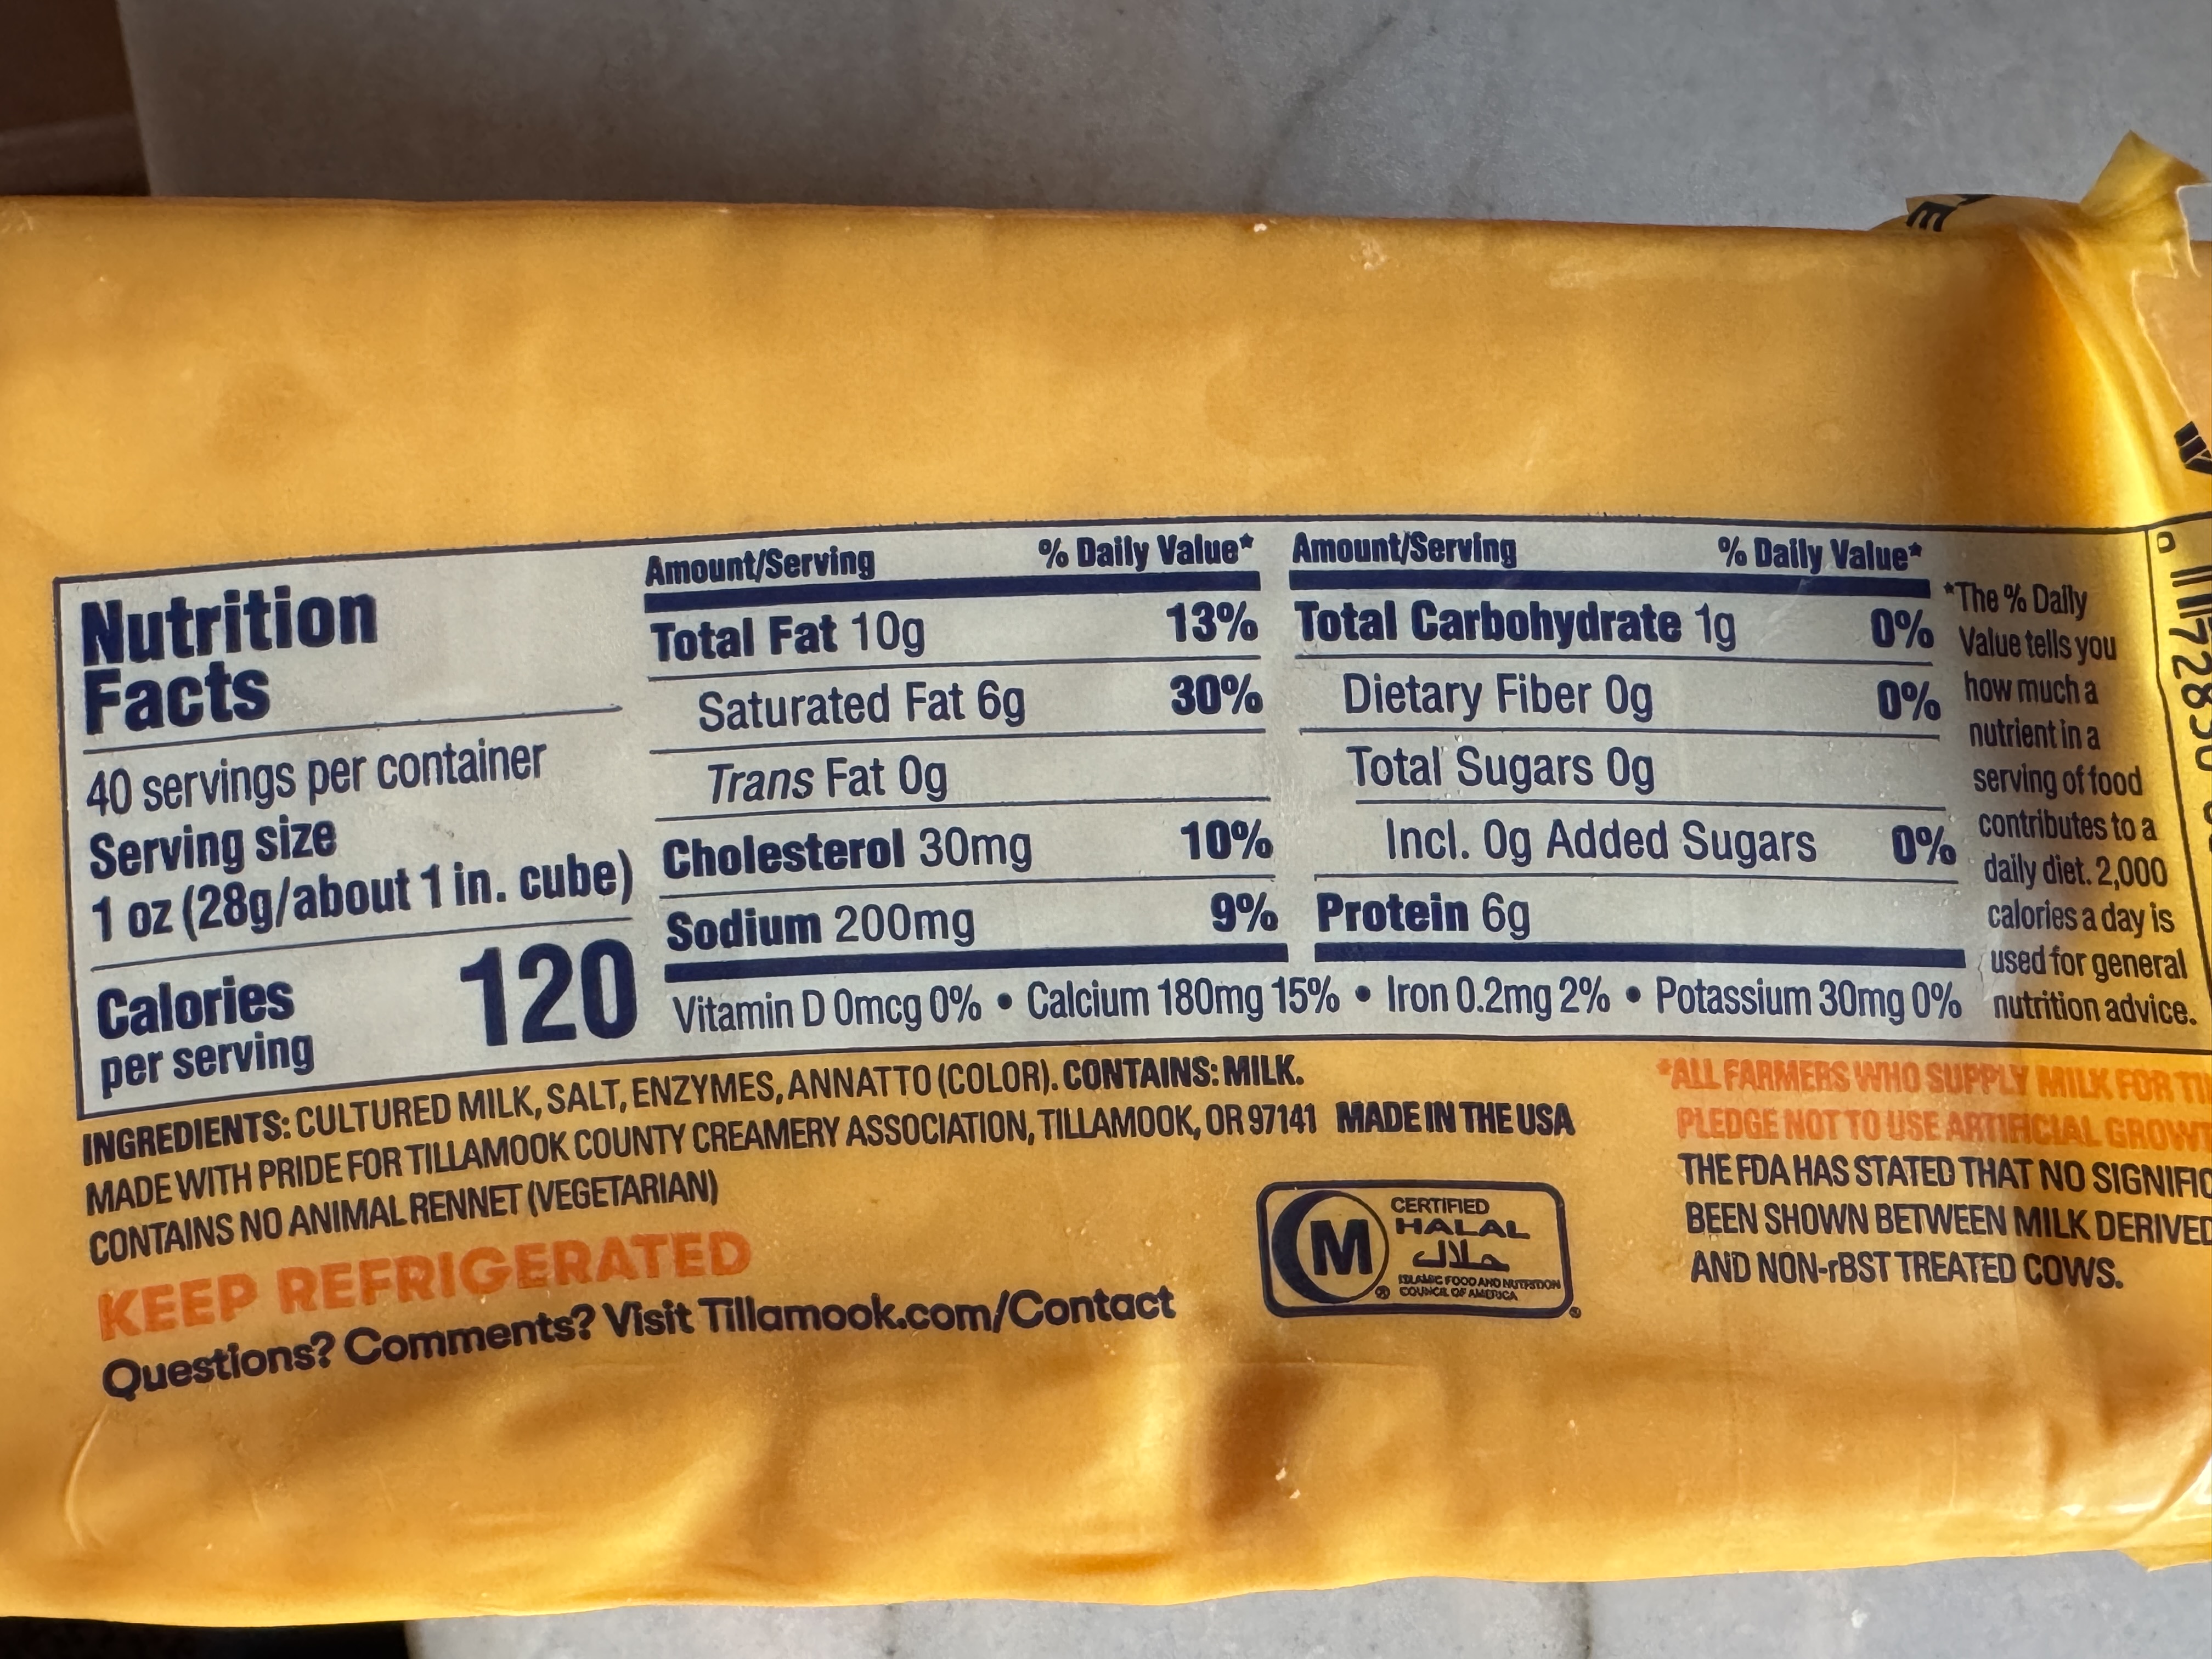 Nutrition
Facts
40 servings per container
Serving size
1 oz (28g/about 1 in. cube)
Calories
per serving
120
Amount/Serving % Daily Value*
Total Fat 10g 13%
Saturated Fat 6g 30%
Trans Fat 0g
Cholesterol 30mg 10%
Sodium 200mg 9%
Amount/Serving % Daily Value*
Total Carbohydrate 1g 0%
Dietary Fiber 0g 0%
Total Sugars 0g
Incl. 0g Added Sugars 0%
Protein 6g
Vitamin D 0mcg 0% • Calcium 180mg 15% • Iron 0.2mg 2% • Potassium 30mg 0%
*The % Daily
Value tells you
how much a
nutrient in a
serving of food
contributes to a
daily diet. 2,000
calories a day is
used for general
nutrition advice.
INGREDIENTS: CULTURED MILK, SALT, ENZYMES, ANNATTO (COLOR). CONTAINS: MILK.
MADE WITH PRIDE FOR TILLAMOOK COUNTY CREAMERY ASSOCIATION, TILLAMOOK, OR 97141 MADE IN THE USA
CONTAINS NO ANIMAL RENNET (VEGETARIAN)
KEEP REFRIGERATED
Questions? Comments? Visit Tillamook.com/Contact
M
CERTIFIED
HALAL
حلال
ISLAMIC FOOD AND NUTRITION
COUNCIL OF AMERICA
®
®
*ALL FARMERS WHO SUPPLY MILK FOR
PLEDGE NOT TO USE ARTIFICIAL
THE FDA HAS STATED THAT NO
BEEN SHOWN BETWEEN MILK DERIVED
AND NON-rBST TREATED COWS.